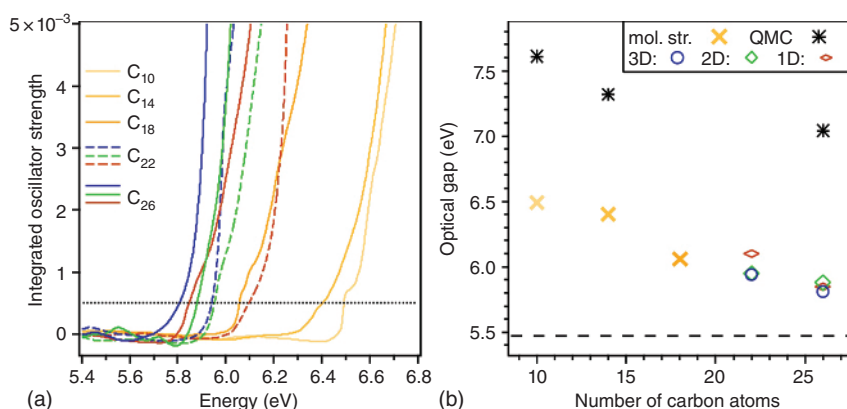 5×10⁻³
4
3
2
1
0
Integrated oscillator strength
C₁₀
C₁₄
C₁₈
C₂₂
C₂₆
5.4 5.6 5.8 6.0 6.2 6.4 6.6 6.8
(a) Energy (eV)
mol. str. QMC
3D: 2D: 1D:
7.5
7.0
6.5
6.0
5.5
Optical gap (eV)
10 15 20 25
(b) Number of carbon atoms